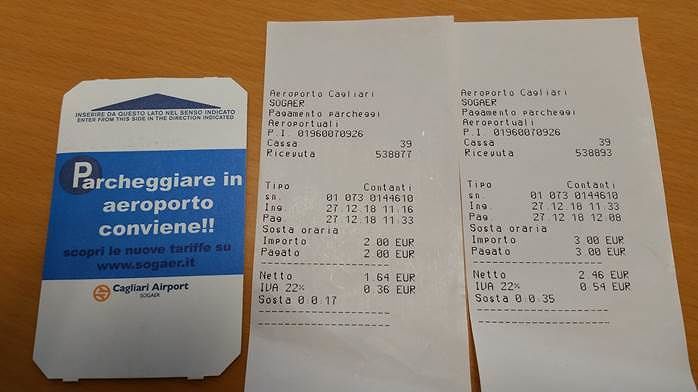 INSERIRE DA QUESTO LATO NEL SENSO INDICATO
ENTER FROM THIS SIDE IN THE DIRECTION INDICATED
Parcheggiare in
aeroporto
conviene!!
scopri le nuove tariffe su
www.sogaer.it
Cagliari Airport
SOGAER
Aeroporto Cagliari
SOGAER
Pagamento parcheggi
Aeroportuali
P.I. 01960070926
Cassa 39
Ricevuta 538877
Tipo Contanti
sn. 01 073 0144610
Ing. 27.12.18 11.16
Pag. 27.12.18 11.33
Sosta oraria
Importo 2.00 EUR
Pagato 2.00 EUR
Netto 1.64 EUR
IVA 22% 0.36 EUR
Sosta 0.0.17
Aeroporto Cagliari
SOGAER
Pagamento parcheggi
Aeroportuali
P.I. 01960070926
Cassa 39
Ricevuta 538893
Tipo Contanti
sn. 01 073 0144610
Ing. 27.12.18 11.33
Pag. 27.12.18 12.08
Sosta oraria
Importo 3.00 EUR
Pagato 3.00 EUR
Netto 2.46 EUR
IVA 22% 0.54 EUR
Sosta 0.0.35